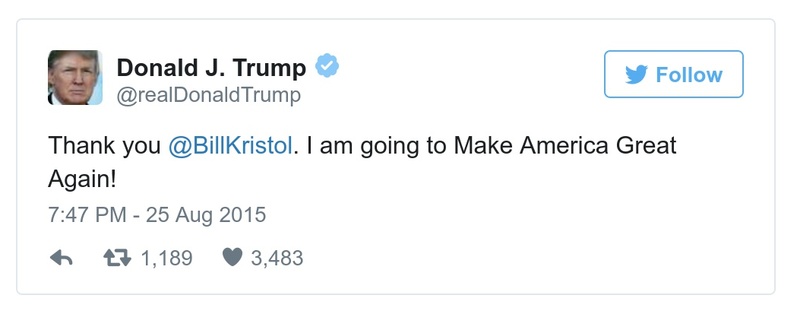 Donald J. Trump
@realDonaldTrump
Follow
Thank you @BillKristol. I am going to Make America Great
Again!
7:47 PM - 25 Aug 2015
1,189 3,483